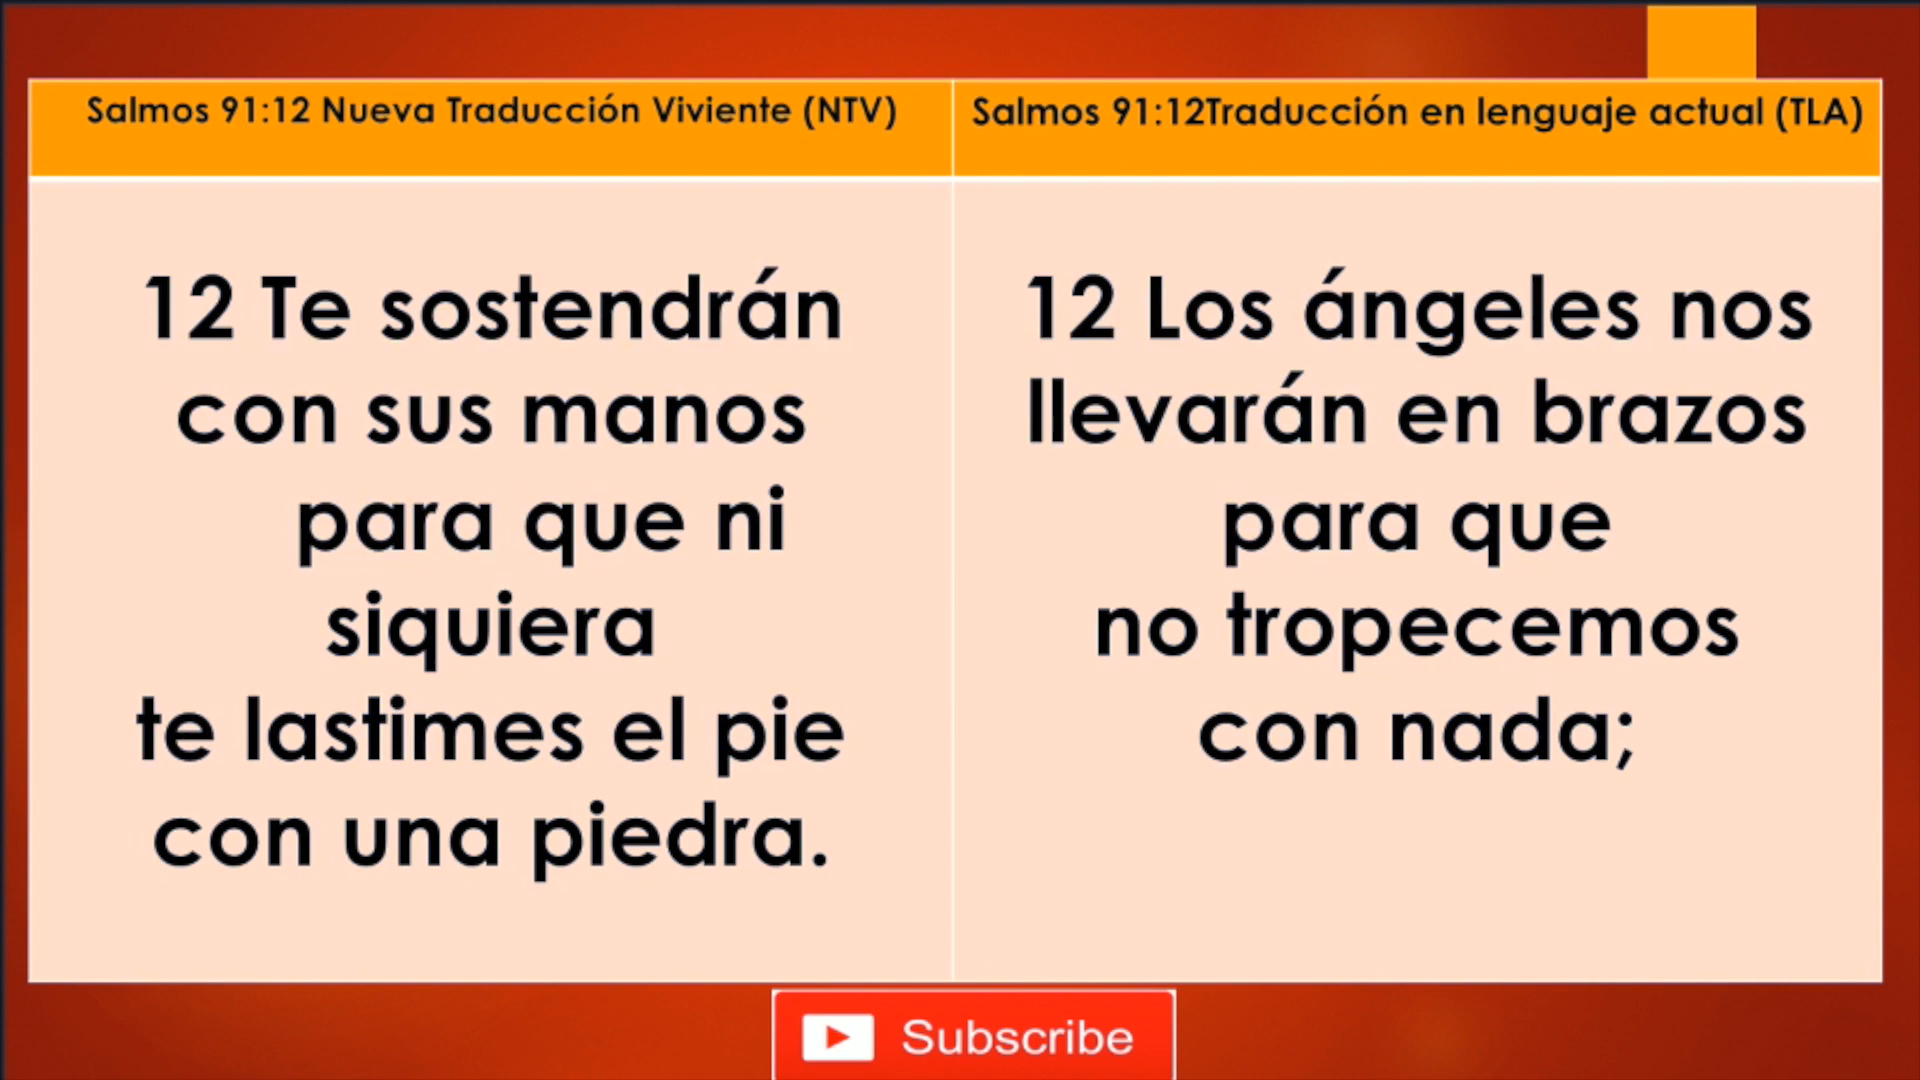 Salmos 91:12 Nueva Traducción Viviente (NTV)
12 Te sostendrán
con sus manos
para que ni
siquiera
te lastimes el pie
con una piedra.
Salmos 91:12Traducción en lenguaje actual (TLA)
12 Los ángeles nos
llevarán en brazos
para que
no tropecemos
con nada;
Subscribe